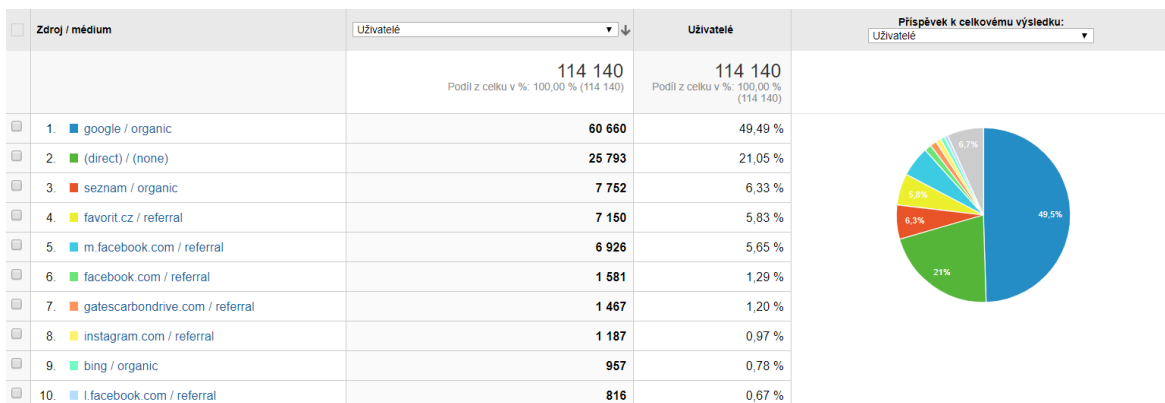 Zdroj / médium Uživatelé Uživatelé Příspěvek k celkovému výsledku:
Uživatelé
114 140 114 140
Podíl z celku v %: 100,00 % (114 140) Podíl z celku v %: 100,00 %
(114 140)
1. google / organic 60 660 49,49 %
2. (direct) / (none) 25 793 21,05 %
3. seznam / organic 7 752 6,33 %
4. favorit.cz / referral 7 150 5,83 %
5. m.facebook.com / referral 6 926 5,65 %
6. facebook.com / referral 1 581 1,29 %
7. gatescarbondrive.com / referral 1 467 1,20 %
8. instagram.com / referral 1 187 0,97 %
9. bing / organic 957 0,78 %
10. l.facebook.com / referral 816 0,67 %
6,7%
5,8%
6,3%
49,5%
21%